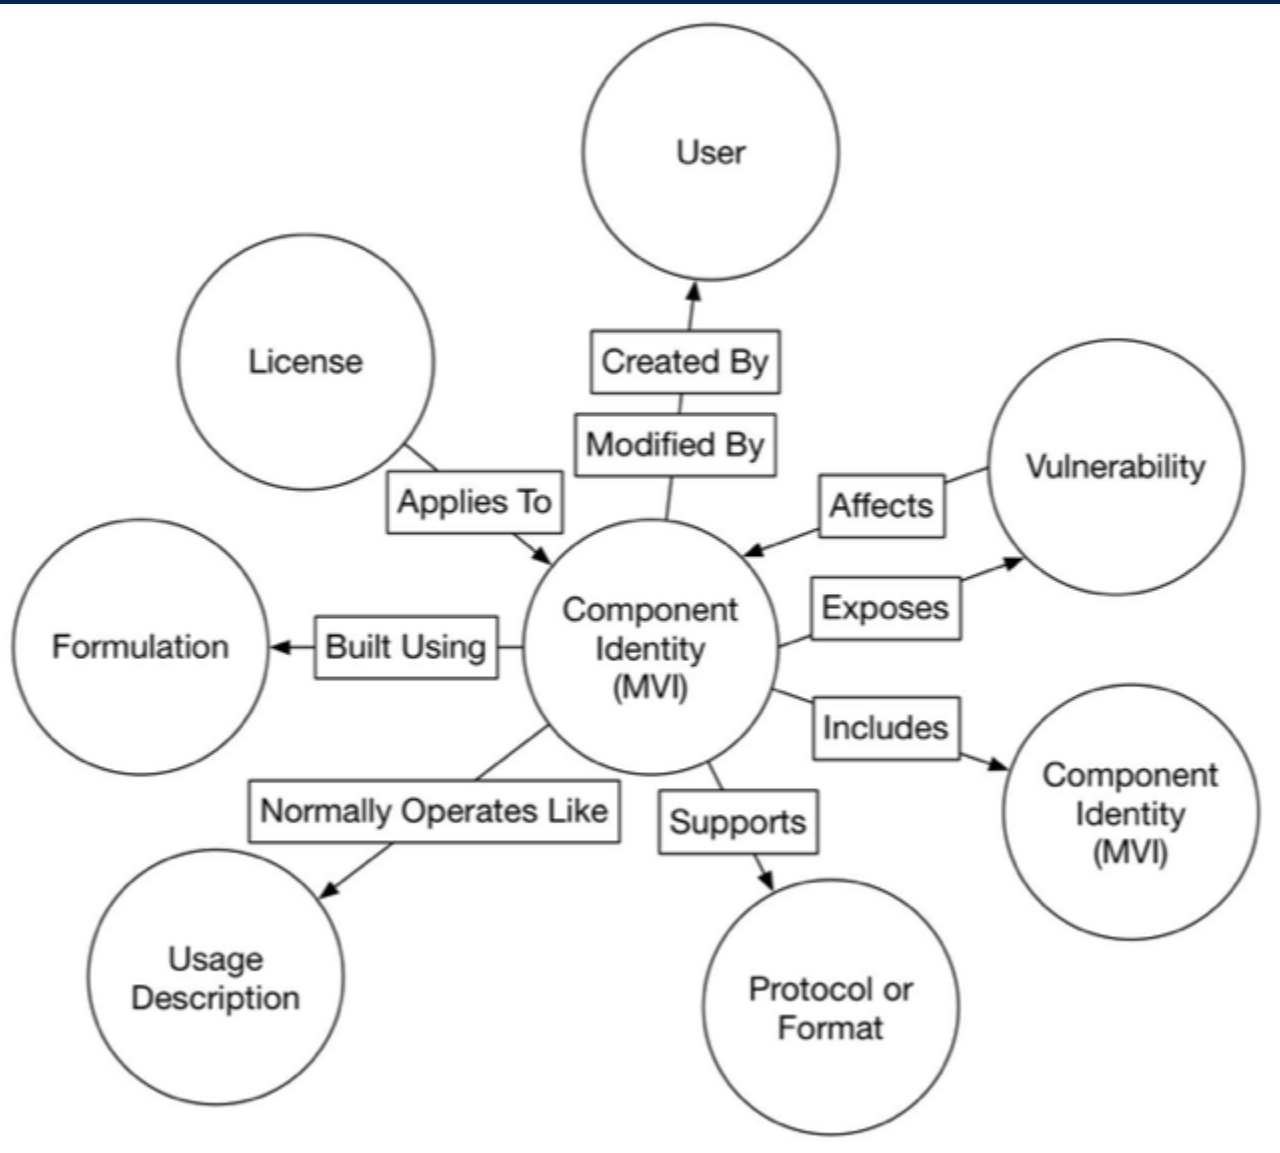 User
License
Created By
Modified By
Vulnerability
Applies To
Affects
Component
Identity
(MVI)
Exposes
Formulation
Built Using
Includes
Component
Identity
(MVI)
Normally Operates Like
Supports
Usage
Description
Protocol or
Format